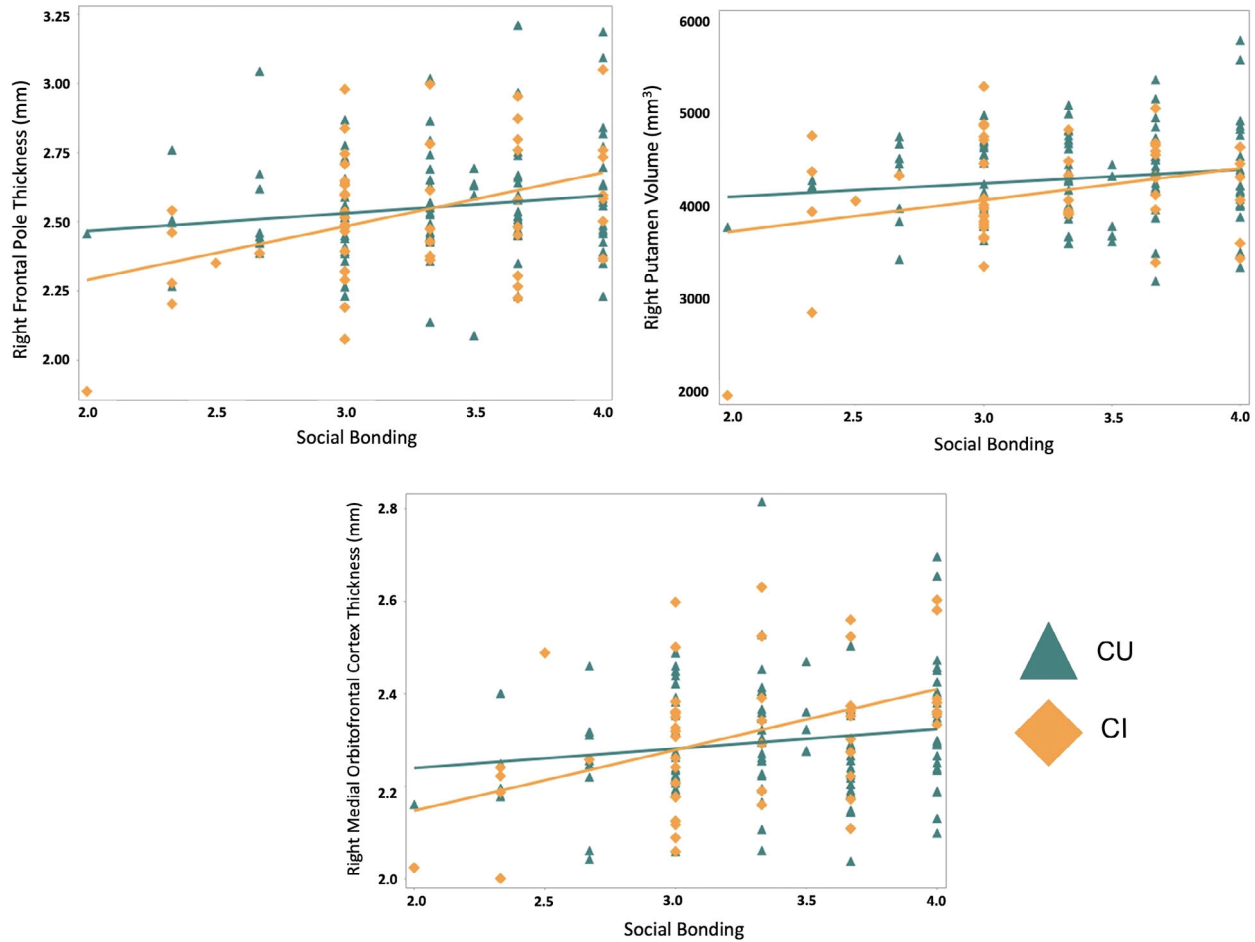 Right Frontal Pole Thickness (mm)
3.25
3.00
2.75
2.50
2.25
2.00
2.0 2.5 3.0 3.5 4.0
Social Bonding
Right Putamen Volume (mm³)
6000
5000
4000
3000
2000
2.0 2.5 3.0 3.5 4.0
Social Bonding
Right Medial Orbitofrontal Cortex Thickness (mm)
2.8
2.6
2.4
2.2
2.0
2.0 2.5 3.0 3.5 4.0
Social Bonding
CU
CI